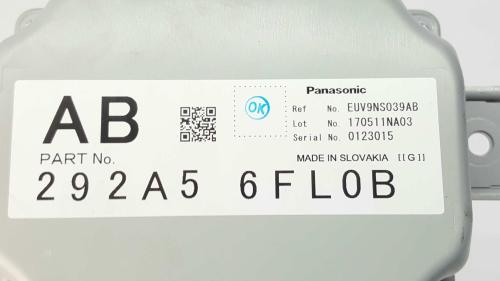 AB
OK
Panasonic
Ref No. EUV9NS039AB
Lot No. 170511NA03
Serial No. 0123015
PART No.
MADE IN SLOVAKIA [[G]]
292A5 6FL0B